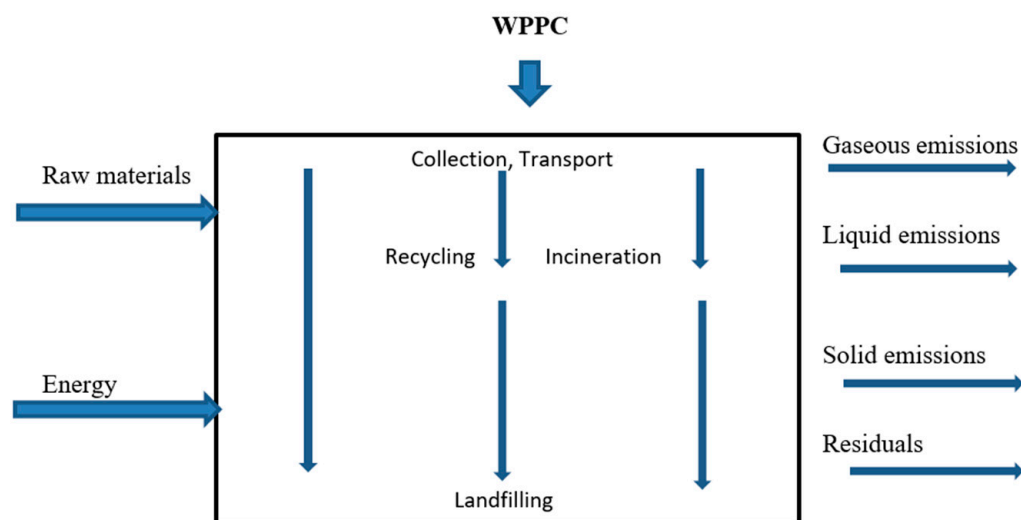 WPPC
Collection, Transport
Raw materials
Recycling
Incineration
Energy
Landfilling
Gaseous emissions
Liquid emissions
Solid emissions
Residuals